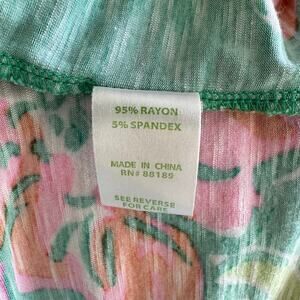 95% RAYON
5% SPANDEX
MADE IN CHINA
RN# 88189
SEE REVERSE
FOR CARE